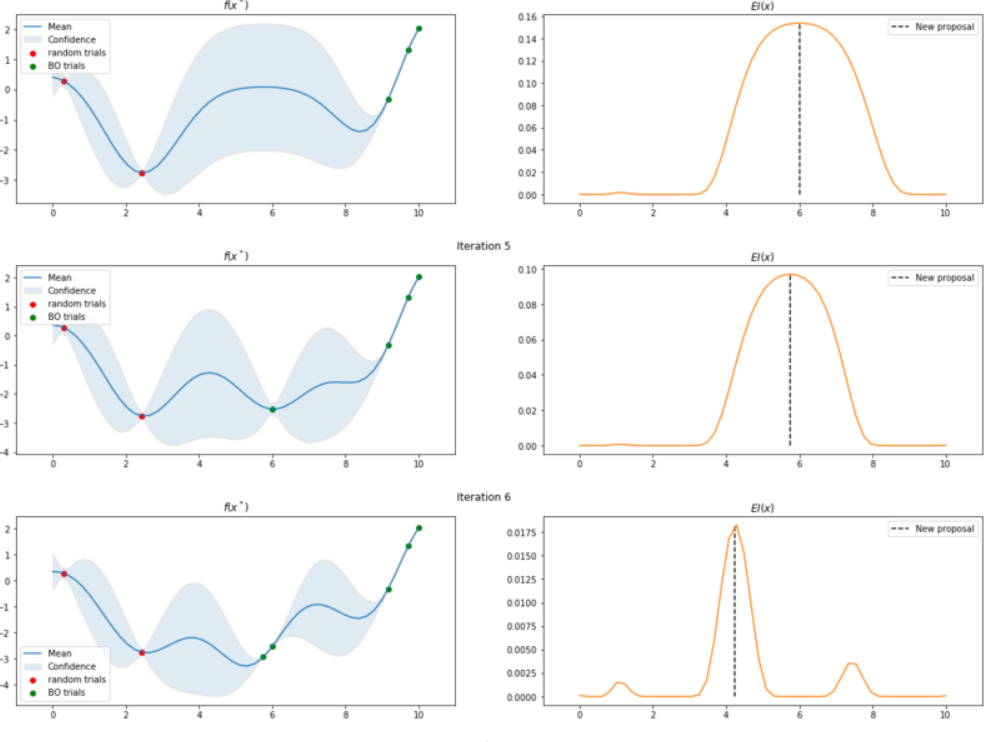 f(x*)
EI(x)
Mean
Confidence
random trials
BO trials
2
1
0
-1
-2
-3
0 2 4 6 8 10
New proposal
0.16
0.14
0.12
0.10
0.08
0.06
0.04
0.02
0.00
0 2 4 6 8 10
Iteration 5
f(x*)
EI(x)
Mean
Confidence
random trials
BO trials
2
1
0
-1
-2
-3
-4
0 2 4 6 8 10
New proposal
0.10
0.08
0.06
0.04
0.02
0.00
0 2 4 6 8 10
Iteration 6
f(x*)
EI(x)
2
1
0
-1
-2
-3
-4
Mean
Confidence
random trials
BO trials
0 2 4 6 8 10
New proposal
0.0175
0.0150
0.0125
0.0100
0.0075
0.0050
0.0025
0.0000
0 2 4 6 8 10